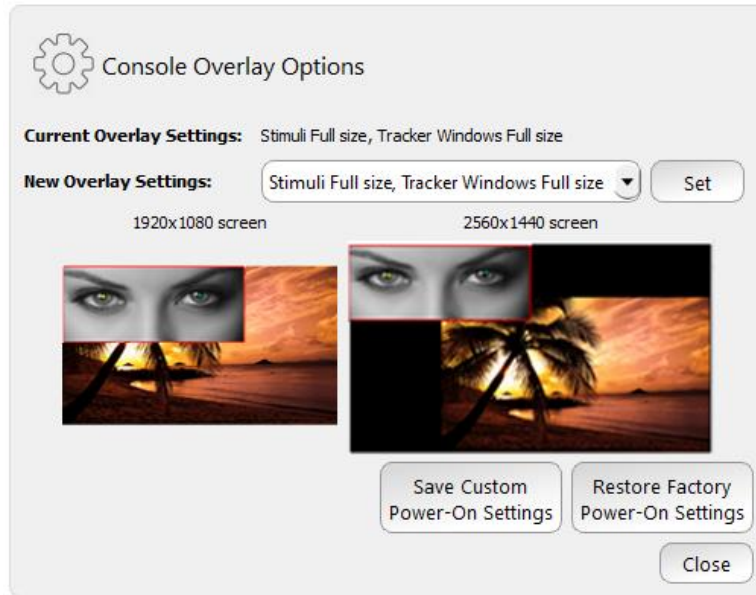 Console Overlay Options
Current Overlay Settings: Stimuli Full size, Tracker Windows Full size
New Overlay Settings: Stimuli Full size, Tracker Windows Full size Set
1920x1080 screen 2560x1440 screen
Save Custom Restore Factory
Power-On Settings Power-On Settings
Close